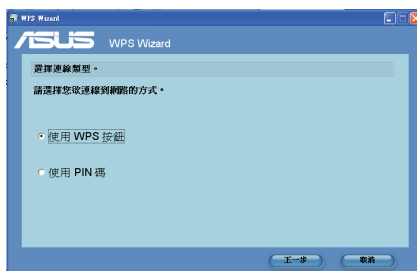 WPS Wizard
ASUS WPS Wizard
選擇連線類型。
請選擇您欲連線到網路的方式。
使用 WPS 按鈕
使用 PIN 碼
下一步
取消